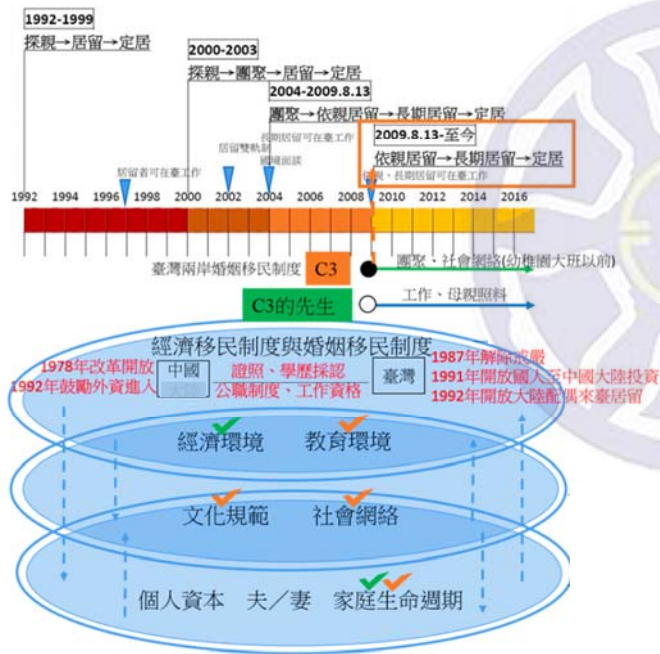 1992-1999
探親→居留→定居
2000-2003
探親→團聚→居留→定居
2004-2009.8.13
團聚→依親居留→長期居留→定居
長期居留可在臺工作
2009.8.13-至今
居留雙軌制
國境面談
依親居留→長期居留→定居
居留者可在臺工作
依親、長期居留可在臺工作
1992 1994 1996 1998 2000 2002 2004 2006 2008 2010 2012 2014 2016
臺灣兩岸婚姻移民制度 C3 團聚、社會網絡(幼稚園大班以前)
C3的先生 工作、母親照料
經濟移民制度與婚姻移民制度
1978年改革開放
1992年鼓勵外資進入
中國
證照、學歷採認
公職制度、工作資格
臺灣
1987年解除戒嚴
1991年開放國人至中國大陸投資
1992年開放大陸配偶來臺居留
經濟環境 教育環境
文化規範 社會網絡
個人資本 夫／妻 家庭生命週期